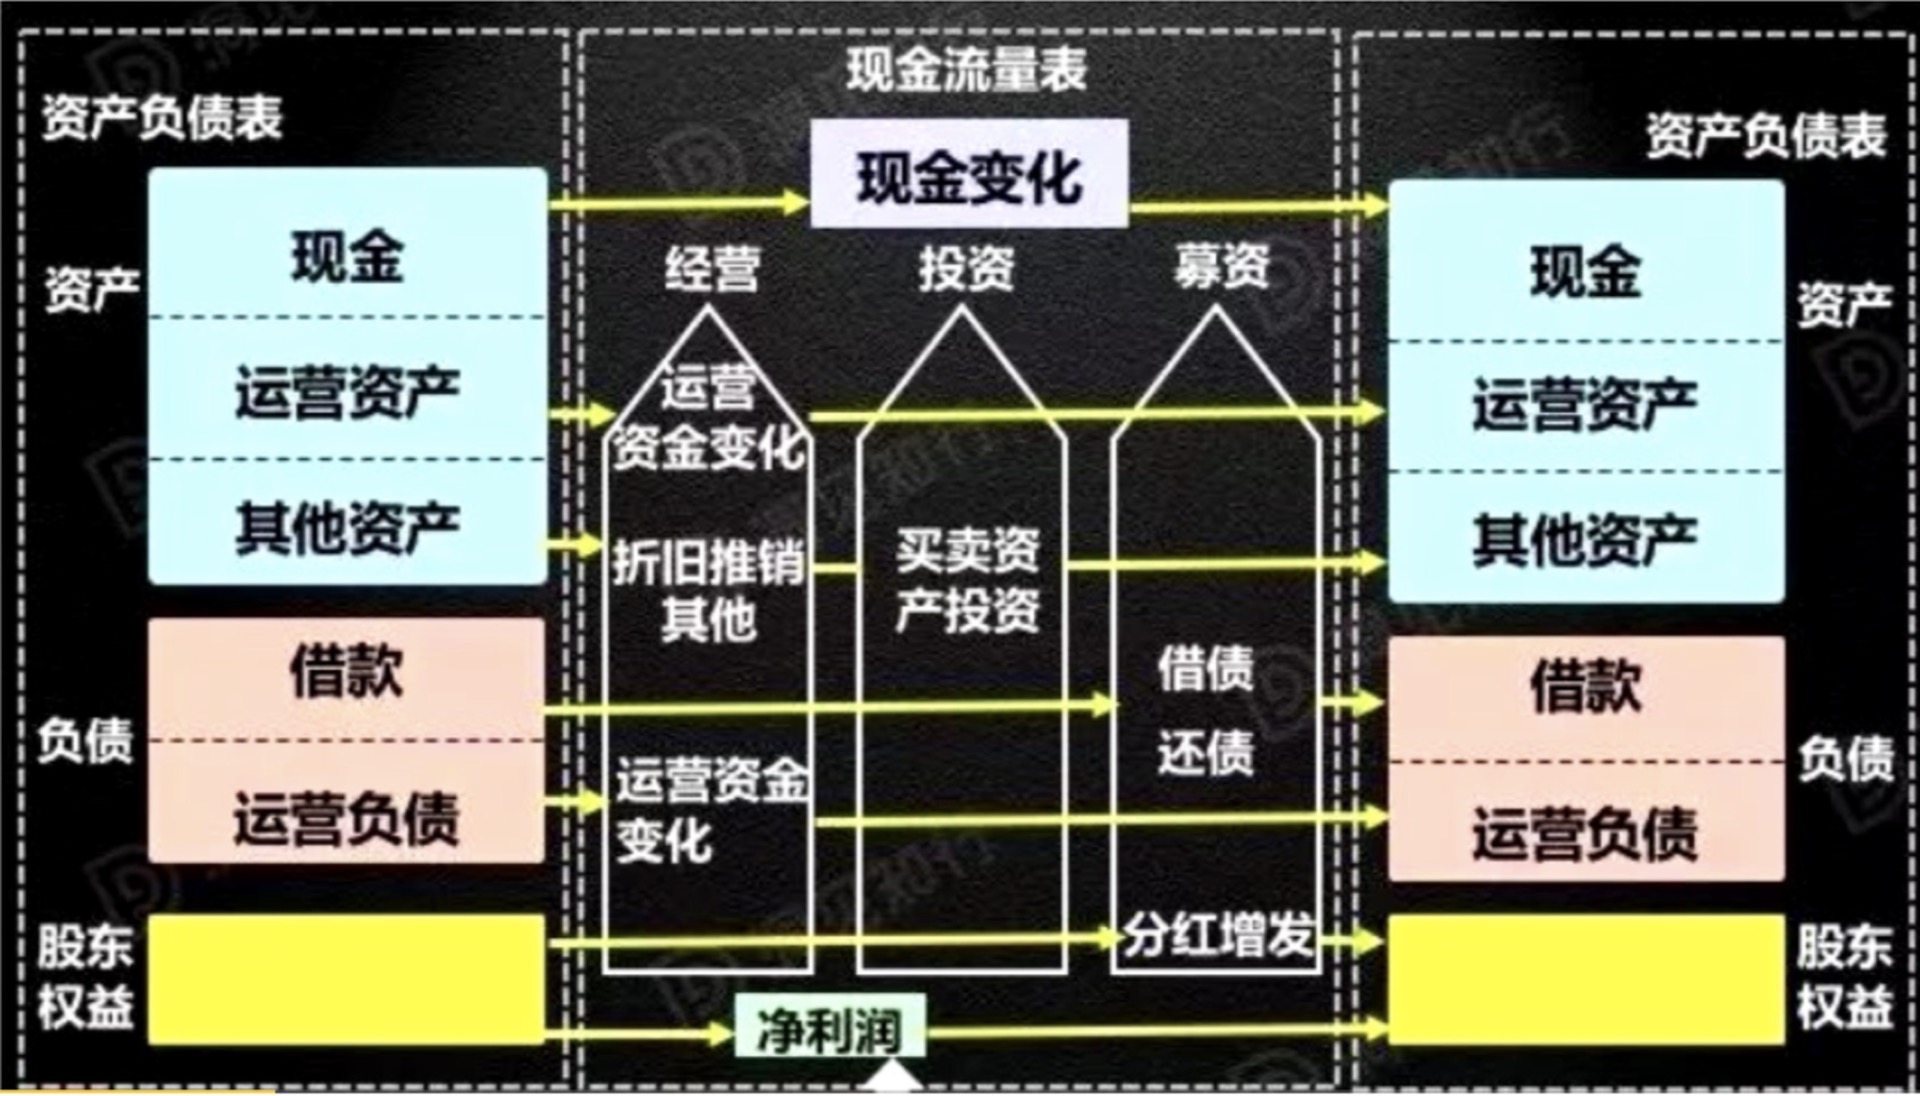 现金流量表
资产负债表
资产负债表
现金变化
现金
资产
运营资产
其他资产
借款
负债
运营负债
股东
权益
经营
投资
募资
运营
资金变化
折旧推销
其他
买卖资
产投资
借债
还债
运营资金
变化
分红增发
净利润
现金
资产
运营资产
其他资产
借款
负债
运营负债
股东
权益